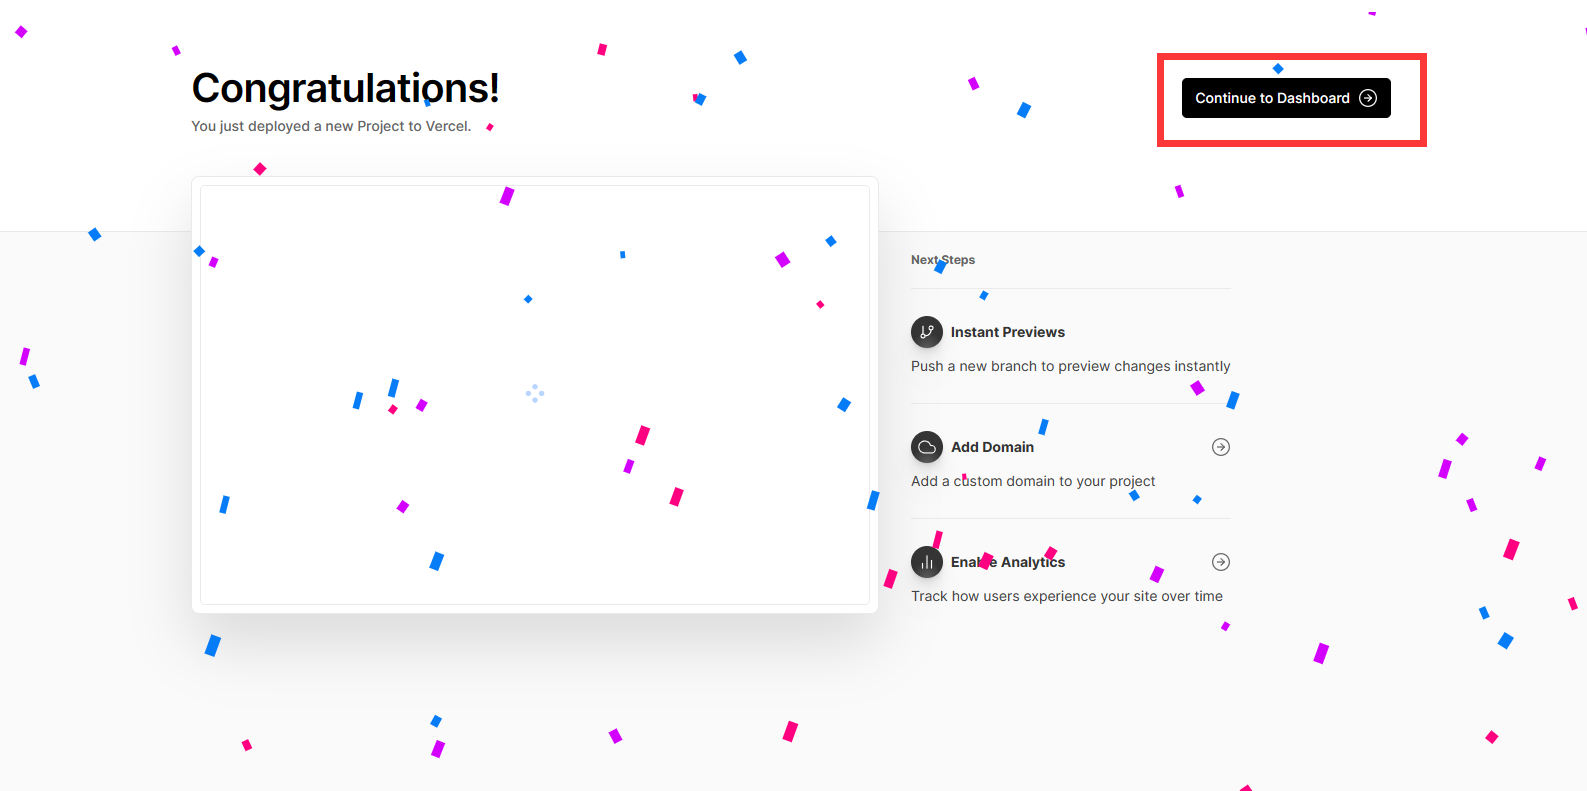 Congratulations!
You just deployed a new Project to Vercel.
Continue to Dashboard
Next Steps
Instant Previews
Push a new branch to preview changes instantly
Add Domain
Add a custom domain to your project
Enable Analytics
Track how users experience your site over time